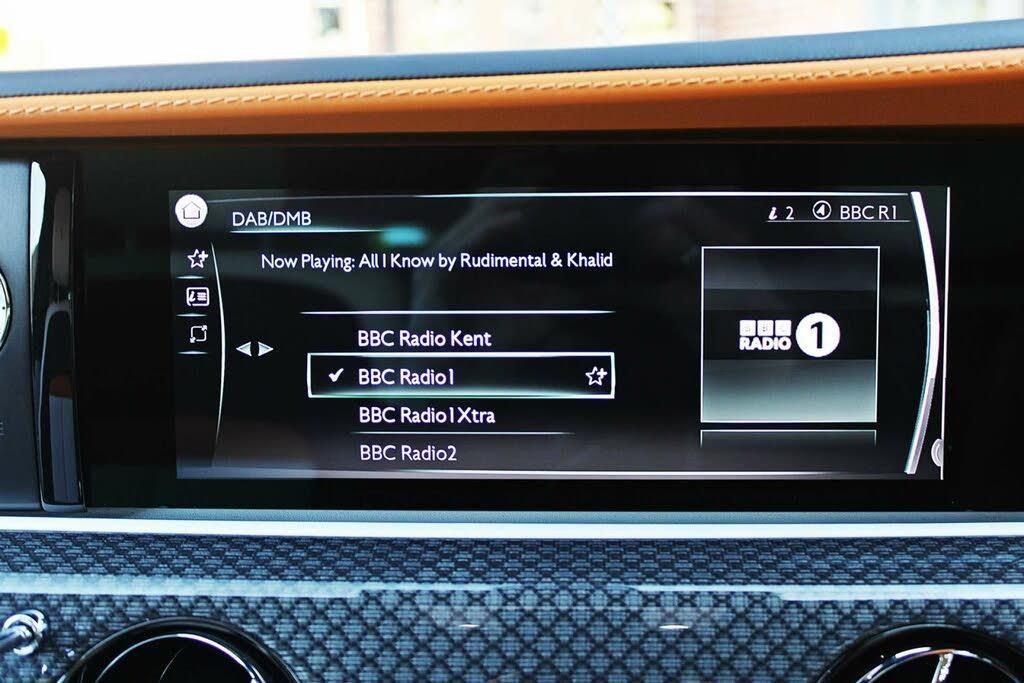 DAB/DMB
i 2 BBC R1
Now Playing: All I Know by Rudimental & Khalid
BBC Radio Kent
BBC Radio1
BBC Radio1Xtra
BBC Radio2
BBC
RADIO 1